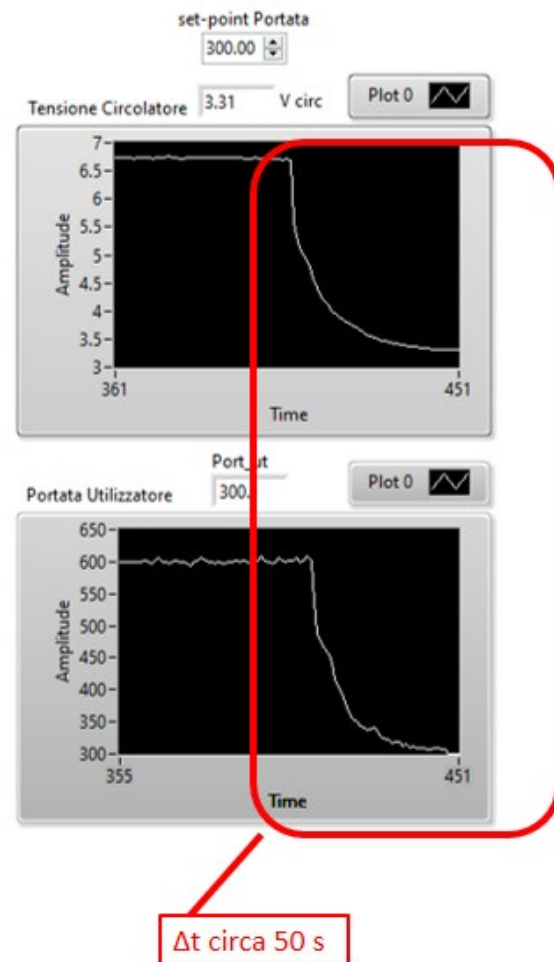 set-point Portata
300.00
Tensione Circolatore 3.31 V circ Plot 0
7
6.5
6
5.5
5
4.5
4
3.5
3
Amplitude
361 451
Time
Port_ut
Portata Utilizzatore 300. Plot 0
650
600
550
500
450
400
350
300
Amplitude
355 451
Time
Δt circa 50 s